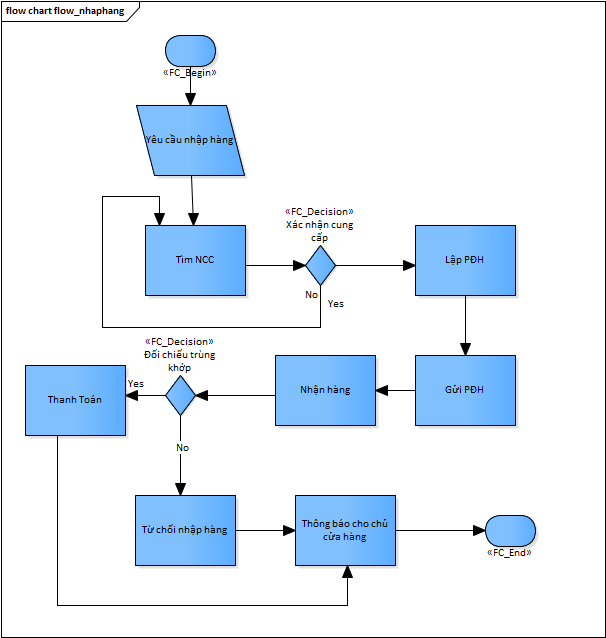 flow chart flow_nhaphang
«FC_Begin»
Yêu cầu nhập hàng
«FC_Decision»
Xác nhận cung
cấp
Tìm NCC
Lập PĐH
No
Yes
«FC_Decision»
Đối chiếu trùng
khớp
Thanh Toán
Yes
Nhận hàng
Gửi PĐH
No
Từ chối nhập hàng
Thông báo cho chủ
cửa hàng
«FC_End»